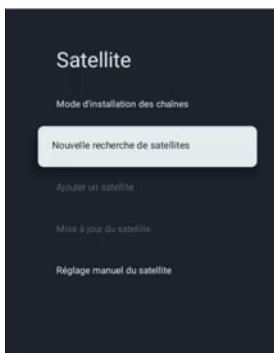 Satellite
Mode d'installation des chaînes
Nouvelle recherche de satellites
Ajouter un satellite
Mise à jour du satellite
Réglage manuel du satellite